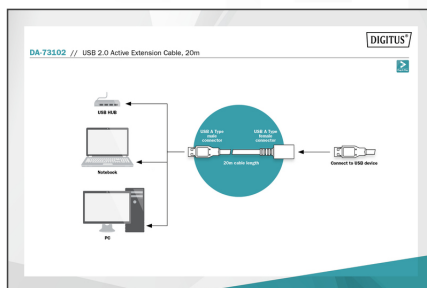 DIGITUS®
DA-73102 // USB 2.0 Active Extension Cable, 20m
USB HUB
Notebook
PC
USB A Type
male
connector
USB A Type
female
connector
20m cable length
Connect to USB device